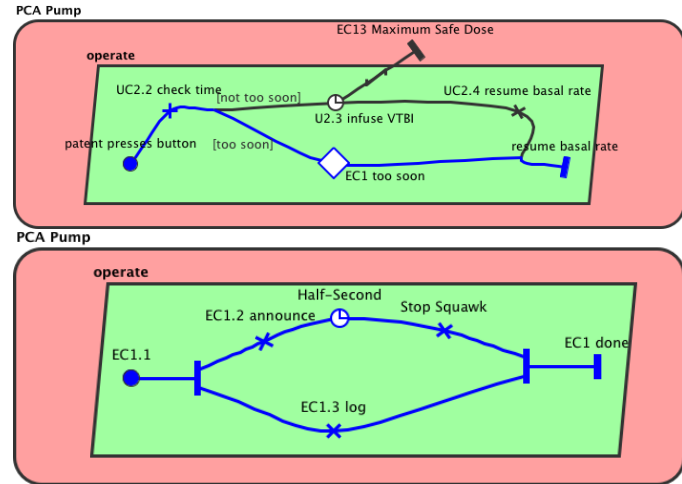 PCA Pump
EC13 Maximum Safe Dose
operate
UC2.2 check time
UC2.4 resume basal rate
[not too soon]
U2.3 infuse VTBI
patent presses button
[too soon]
resume basal rate
EC1 too soon
PCA Pump
operate
Half-Second
EC1.2 announce
Stop Squawk
EC1.1
EC1 done
EC1.3 log